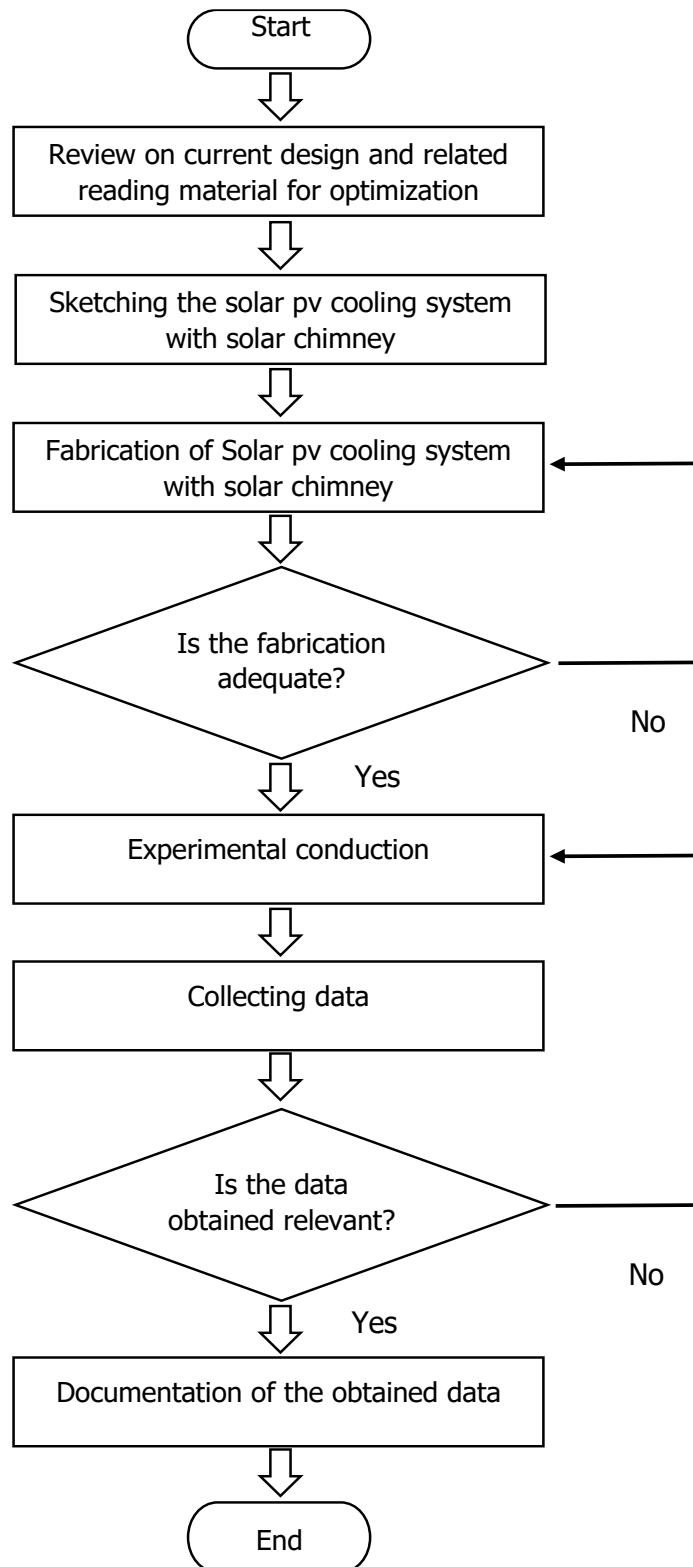 Start
Review on current design and related
reading material for optimization
Sketching the solar pv cooling system
with solar chimney
Fabrication of Solar pv cooling system
with solar chimney
Is the fabrication
adequate?
No
Yes
Experimental conduction
Collecting data
Is the data
obtained relevant?
No
Yes
Documentation of the obtained data
End